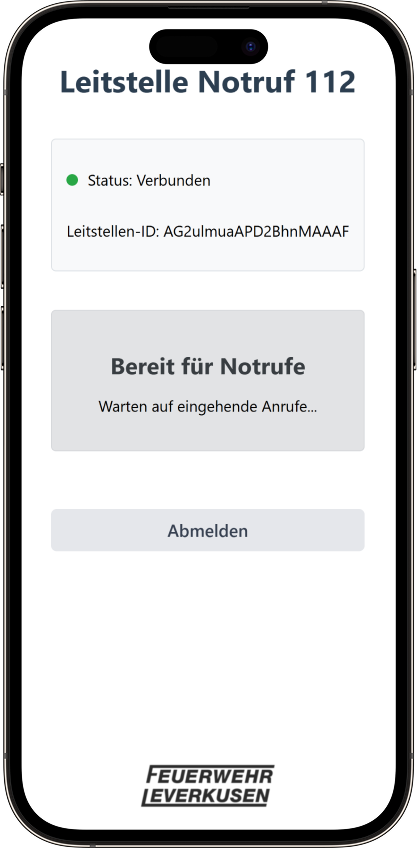 Leitstelle Notruf 112
Status: Verbunden
Leitstellen-ID: AG2ulmuaAPD2BhnMAAAF
Bereit für Notrufe
Warten auf eingehende Anrufe...
Abmelden
FEUERWEHR
LEVERKUSEN